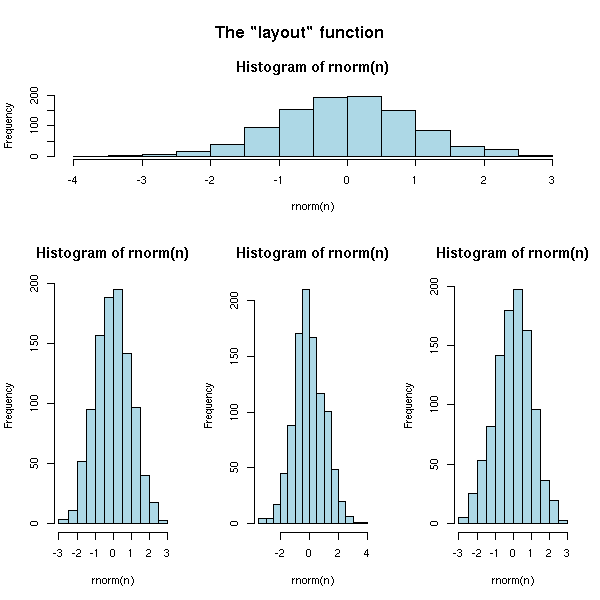 The "layout" function
Histogram of rnorm(n)
Frequency
0 100 200
-4 -3 -2 -1 0 1 2 3
rnorm(n)
Histogram of rnorm(n)
Frequency
0 50 100 150 200
-3 -2 -1 0 1 2 3
rnorm(n)
Histogram of rnorm(n)
Frequency
0 50 100 150 200
-2 0 2 4
rnorm(n)
Histogram of rnorm(n)
Frequency
0 50 100 150 200
-3 -2 -1 0 1 2 3
rnorm(n)